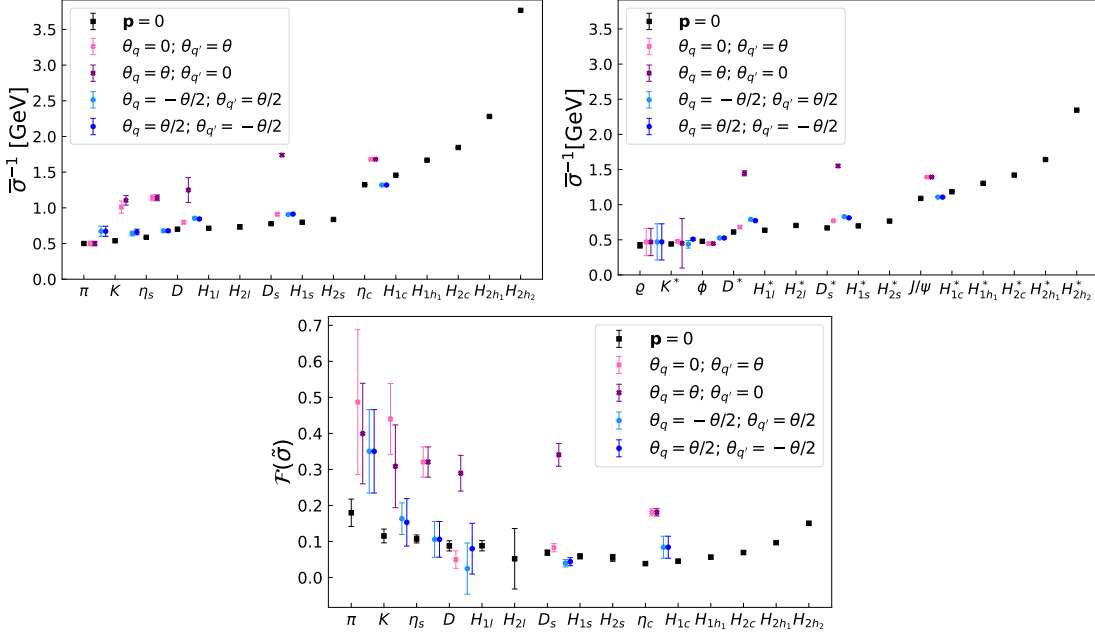 3.5
3.0
2.5
2.0
1.5
1.0
0.5
0.0
σ̅⁻¹ [GeV]
p = 0
θ_q = 0; θ_q′ = θ
θ_q = θ; θ_q′ = 0
θ_q = −θ/2; θ_q′ = θ/2
θ_q = θ/2; θ_q′ = −θ/2
π K η_s D H_1l H_2l D_s H_1s H_2s η_c H_1c H_1h₁ H_2c H_2h₁ H_2h₂
3.5
3.0
2.5
2.0
1.5
1.0
0.5
0.0
σ̅⁻¹[GeV]
p = 0
θ_q = 0; θ_q′ = θ
θ_q = θ; θ_q′ = 0
θ_q = −θ/2; θ_q′ = θ/2
θ_q = θ/2; θ_q′ = −θ/2
ϱ K* ϕ D* H*_1l H*_2l D*_s H*_1s H*_2s J/ψ H*_1c H*_1h₁ H*_2c H*_2h₁ H*_2h₂
0.7
0.6
0.5
0.4
0.3
0.2
0.1
0.0
ℱ(σ̃)
p = 0
θ_q = 0; θ_q′ = θ
θ_q = θ; θ_q′ = 0
θ_q = −θ/2; θ_q′ = θ/2
θ_q = θ/2; θ_q′ = −θ/2
π K η_s D H_1l H_2l D_s H_1s H_2s η_c H_1c H_1h₁ H_2c H_2h₁ H_2h₂